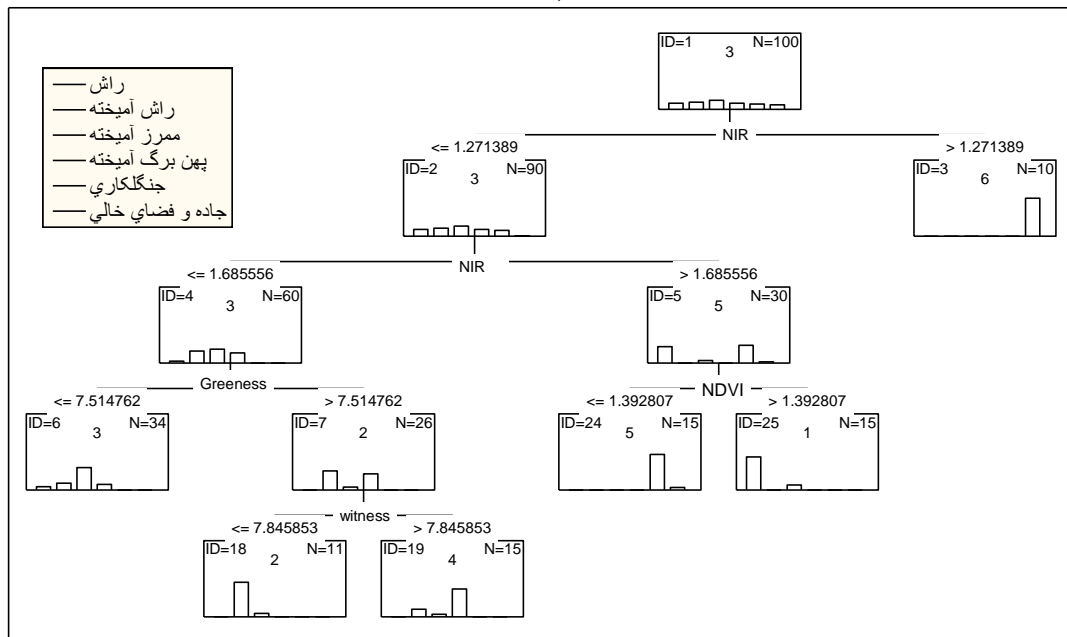 ID=1 N=100
3
راش
راش آميخته
ممرز آميخته
پهن برگ آميخته
جنگلكاري
جاده و فضاي خالي
NIR
<= 1.271389 > 1.271389
ID=2 N=90
3
ID=3 N=10
6
NIR
<= 1.685556 > 1.685556
ID=4 N=60
3
ID=5 N=30
5
Greeness
NDVI
<= 7.514762 > 7.514762
<= 1.392807 > 1.392807
ID=6 N=34
3
ID=7 N=26
2
ID=24 N=15
5
ID=25 N=15
1
witness
<= 7.845853 > 7.845853
ID=18 N=11
2
ID=19 N=15
4